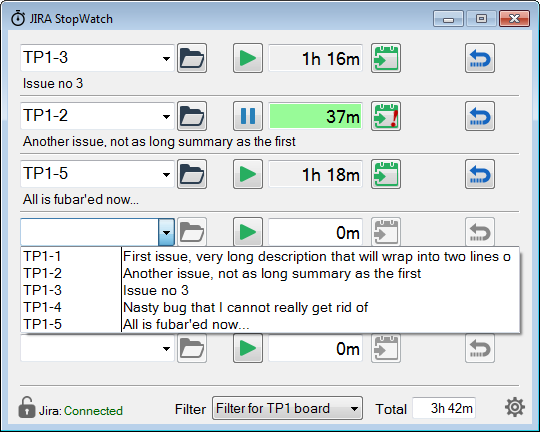 JIRA StopWatch
TP1-3 1h 16m
Issue no 3
TP1-2 37m
Another issue, not as long summary as the first
TP1-5 1h 18m
All is fubar'ed now...
0m
TP1-1 First issue, very long description that will wrap into two lines o
TP1-2 Another issue, not as long summary as the first
TP1-3 Issue no 3
TP1-4 Nasty bug that I cannot really get rid of
TP1-5 All is fubar'ed now...
0m
Jira: Connected Filter Filter for TP1 board Total 3h 42m